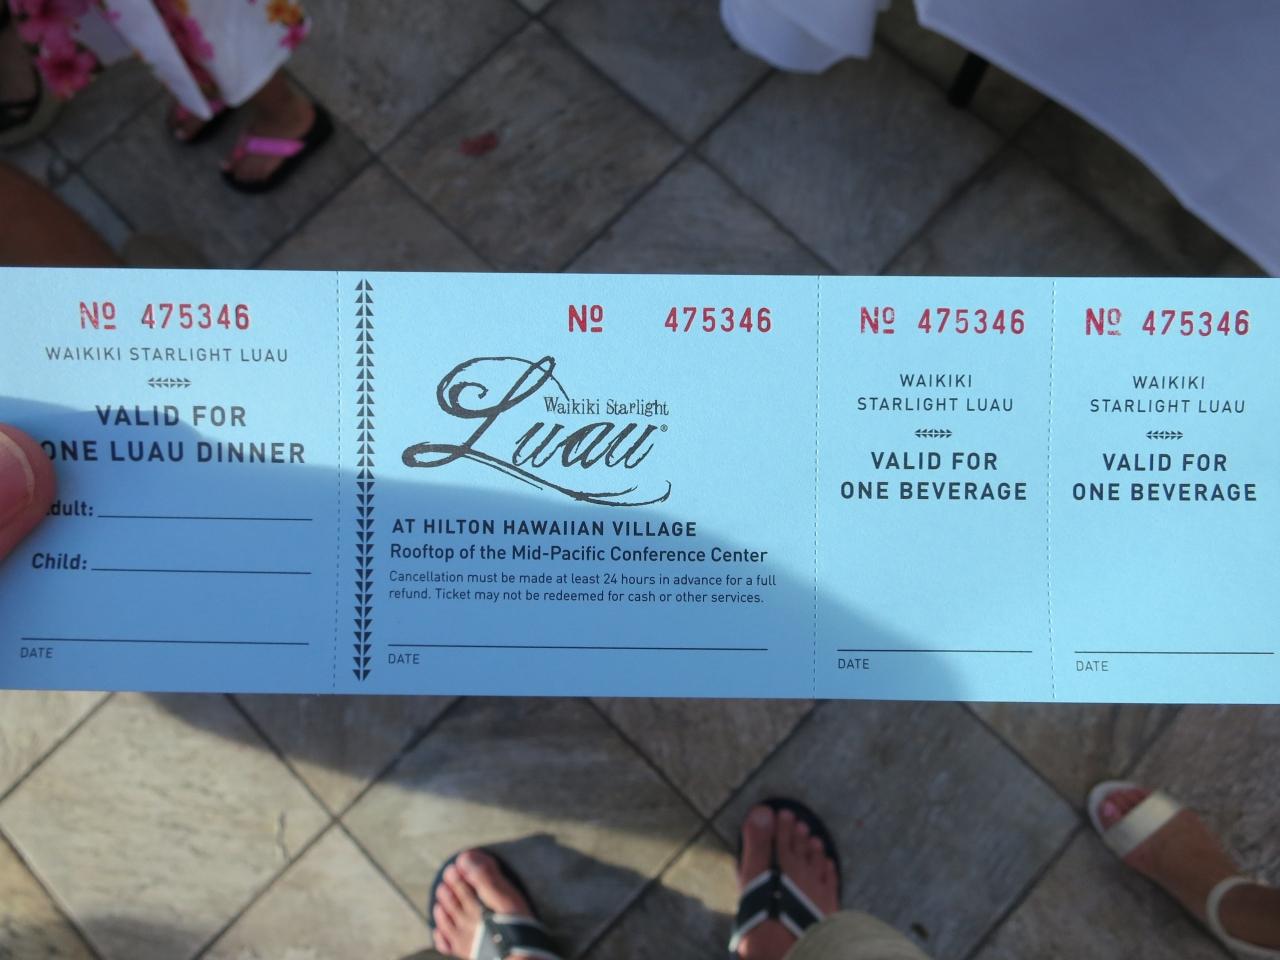 Nº 475346
WAIKIKI STARLIGHT LUAU
VALID FOR
ONE LUAU DINNER
dult:
Child:
DATE
Nº 475346
Waikiki Starlight
Luau®
AT HILTON HAWAIIAN VILLAGE
Rooftop of the Mid-Pacific Conference Center
Cancellation must be made at least 24 hours in advance for a full
refund. Ticket may not be redeemed for cash or other services.
DATE
Nº 475346
WAIKIKI
STARLIGHT LUAU
VALID FOR
ONE BEVERAGE
DATE
Nº 475346
WAIKIKI
STARLIGHT LUAU
VALID FOR
ONE BEVERAGE
DATE